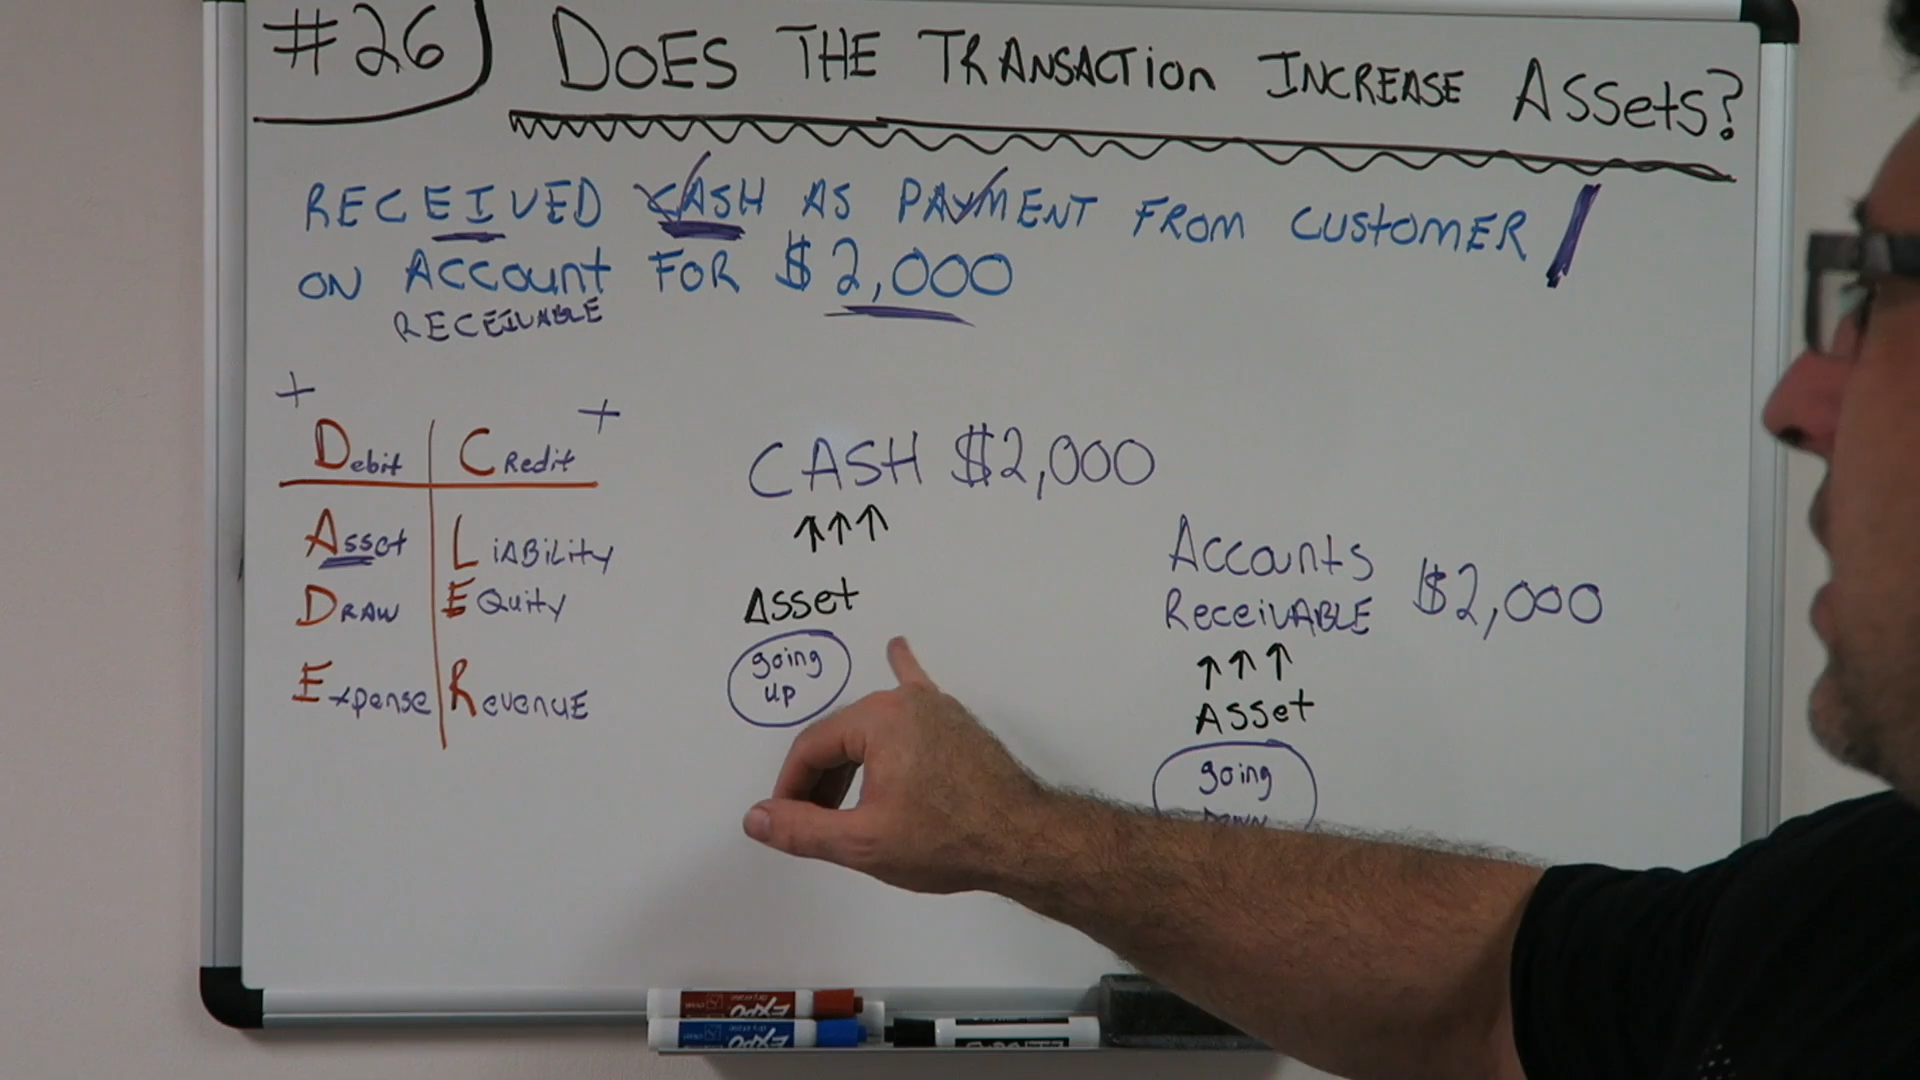 #26) DOES THE TRANSACTION INCREASE ASSETS?
RECEIVED CASH AS PAYMENT FROM CUSTOMER
ON ACCOUNT FOR $2,000
RECEIVABLE
+ +
Debit Credit
Asset LIABILITY
DRAW EQUITY
Expense REVENUE
CASH $2,000
↑↑↑
Asset
going
up
Accounts
Receivable $2,000
↑↑↑
Asset
going
DOWN
EXPO
EXPO